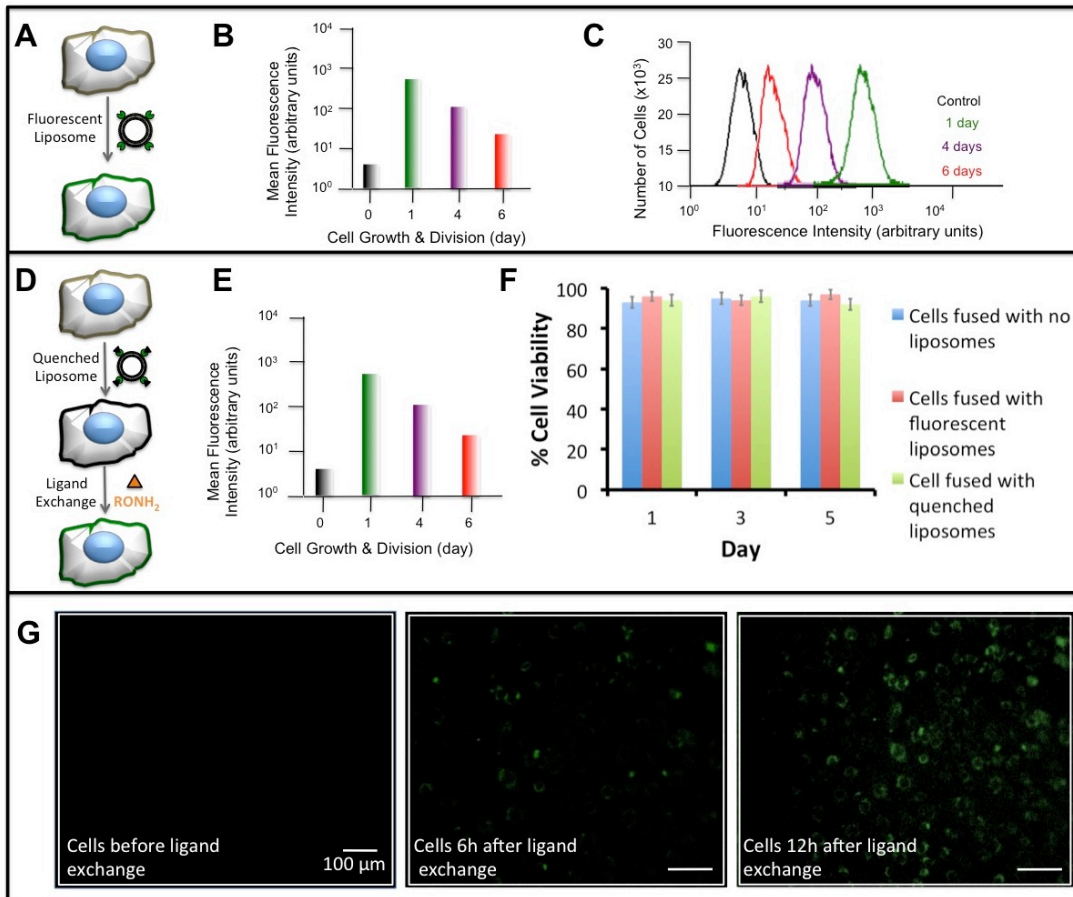 A
Fluorescent
Liposome
B
Mean Fluorescence
Intensity (arbitrary units)
10⁴
10³
10²
10¹
10⁰
0 1 4 6
Cell Growth & Division (day)
C
Number of Cells (x10³)
30
25
20
15
10
10⁰ 10¹ 10² 10³ 10⁴
Fluorescence Intensity (arbitrary units)
Control
1 day
4 days
6 days
D
Quenched
Liposome
Ligand
Exchange
RONH₂
E
Mean Fluorescence
Intensity (arbitrary units)
10⁴
10³
10²
10¹
10⁰
0 1 4 6
Cell Growth & Division (day)
F
% Cell Viability
100
80
60
40
20
0
1 3 5
Day
Cells fused with no
liposomes
Cells fused with
fluorescent
liposomes
Cell fused with
quenched
liposomes
G
Cells before ligand
exchange
100 µm
Cells 6h after ligand
exchange
Cells 12h after ligand
exchange